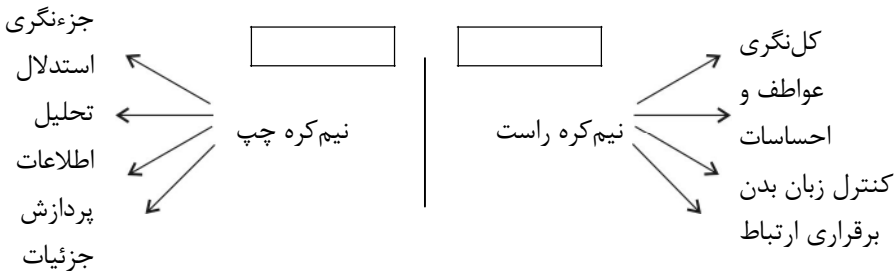 کل‌نگری
عواطف و
احساسات
کنترل زبان بدن
برقراری ارتباط
نیم‌کره راست
نیم‌کره چپ
جزءنگری
استدلال
تحلیل
اطلاعات
پردازش
جزئیات